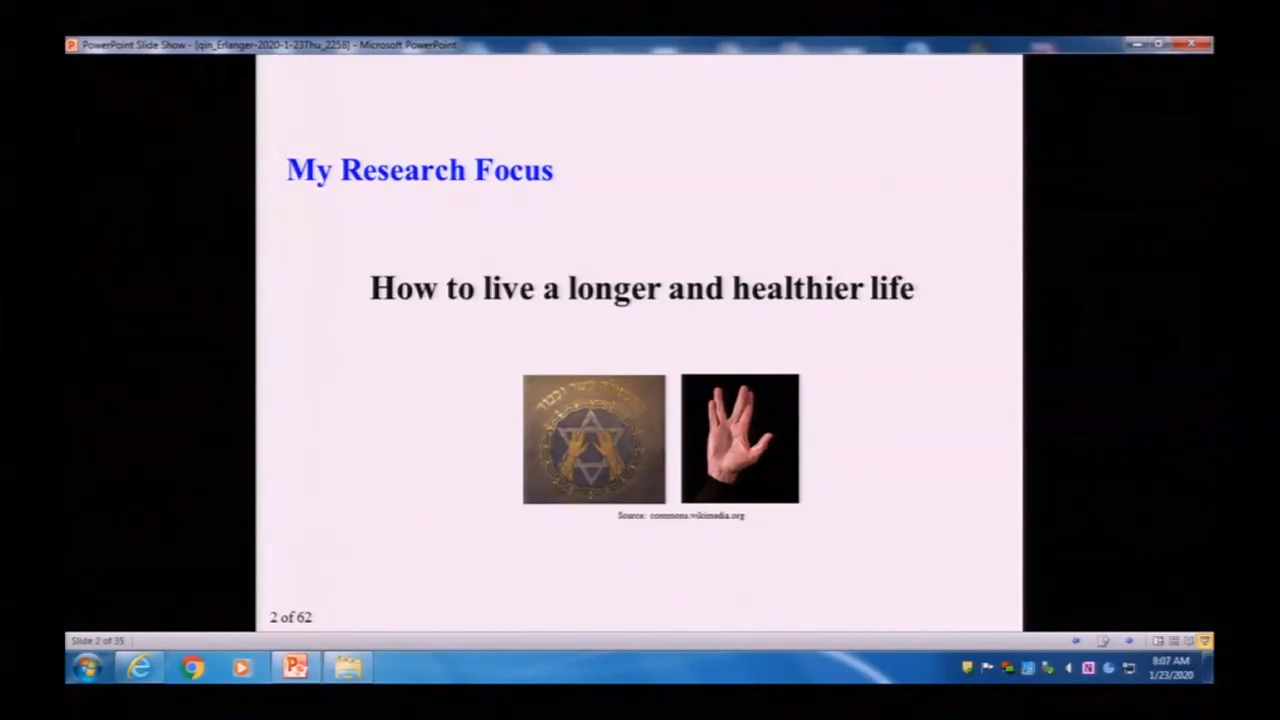 PowerPoint Slide Show - [qin_Erlanger-2020-1-23Thu_2258] - Microsoft PowerPoint
My Research Focus
How to live a longer and healthier life
Source: commons.wikimedia.org
2 of 62
Slide 2 of 35
8:07 AM
1/23/2020